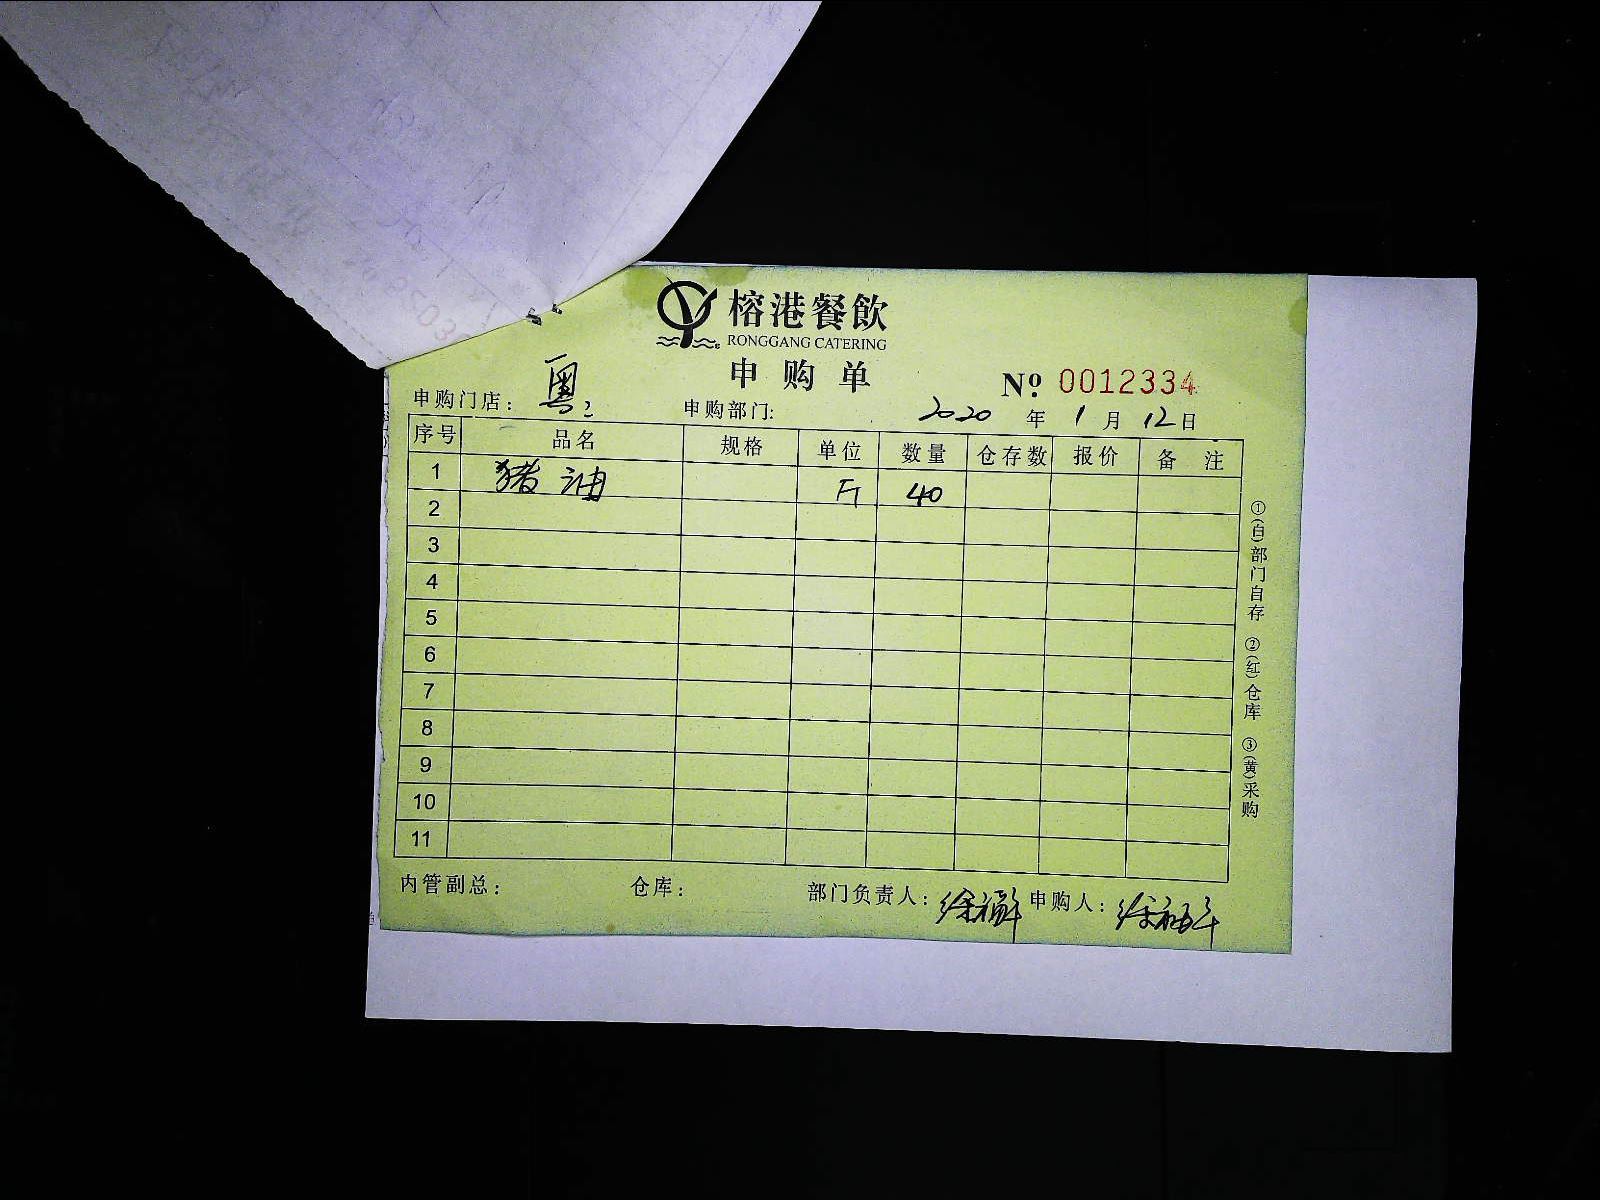 榕港餐飲
RONGGANG CATERING
申购单
№ 0012334
申购门店: 粤2 申购部门: 2020 年 1 月 12 日
序号 品名 规格 单位 数量 仓存数 报价 备 注
1 猪油 斤 40
2
3
4
5
6
7
8
9
10
11
①(白)部门自存 ②(红)仓库 ③(黄)采购
内管副总: 仓库: 部门负责人: 申购人: